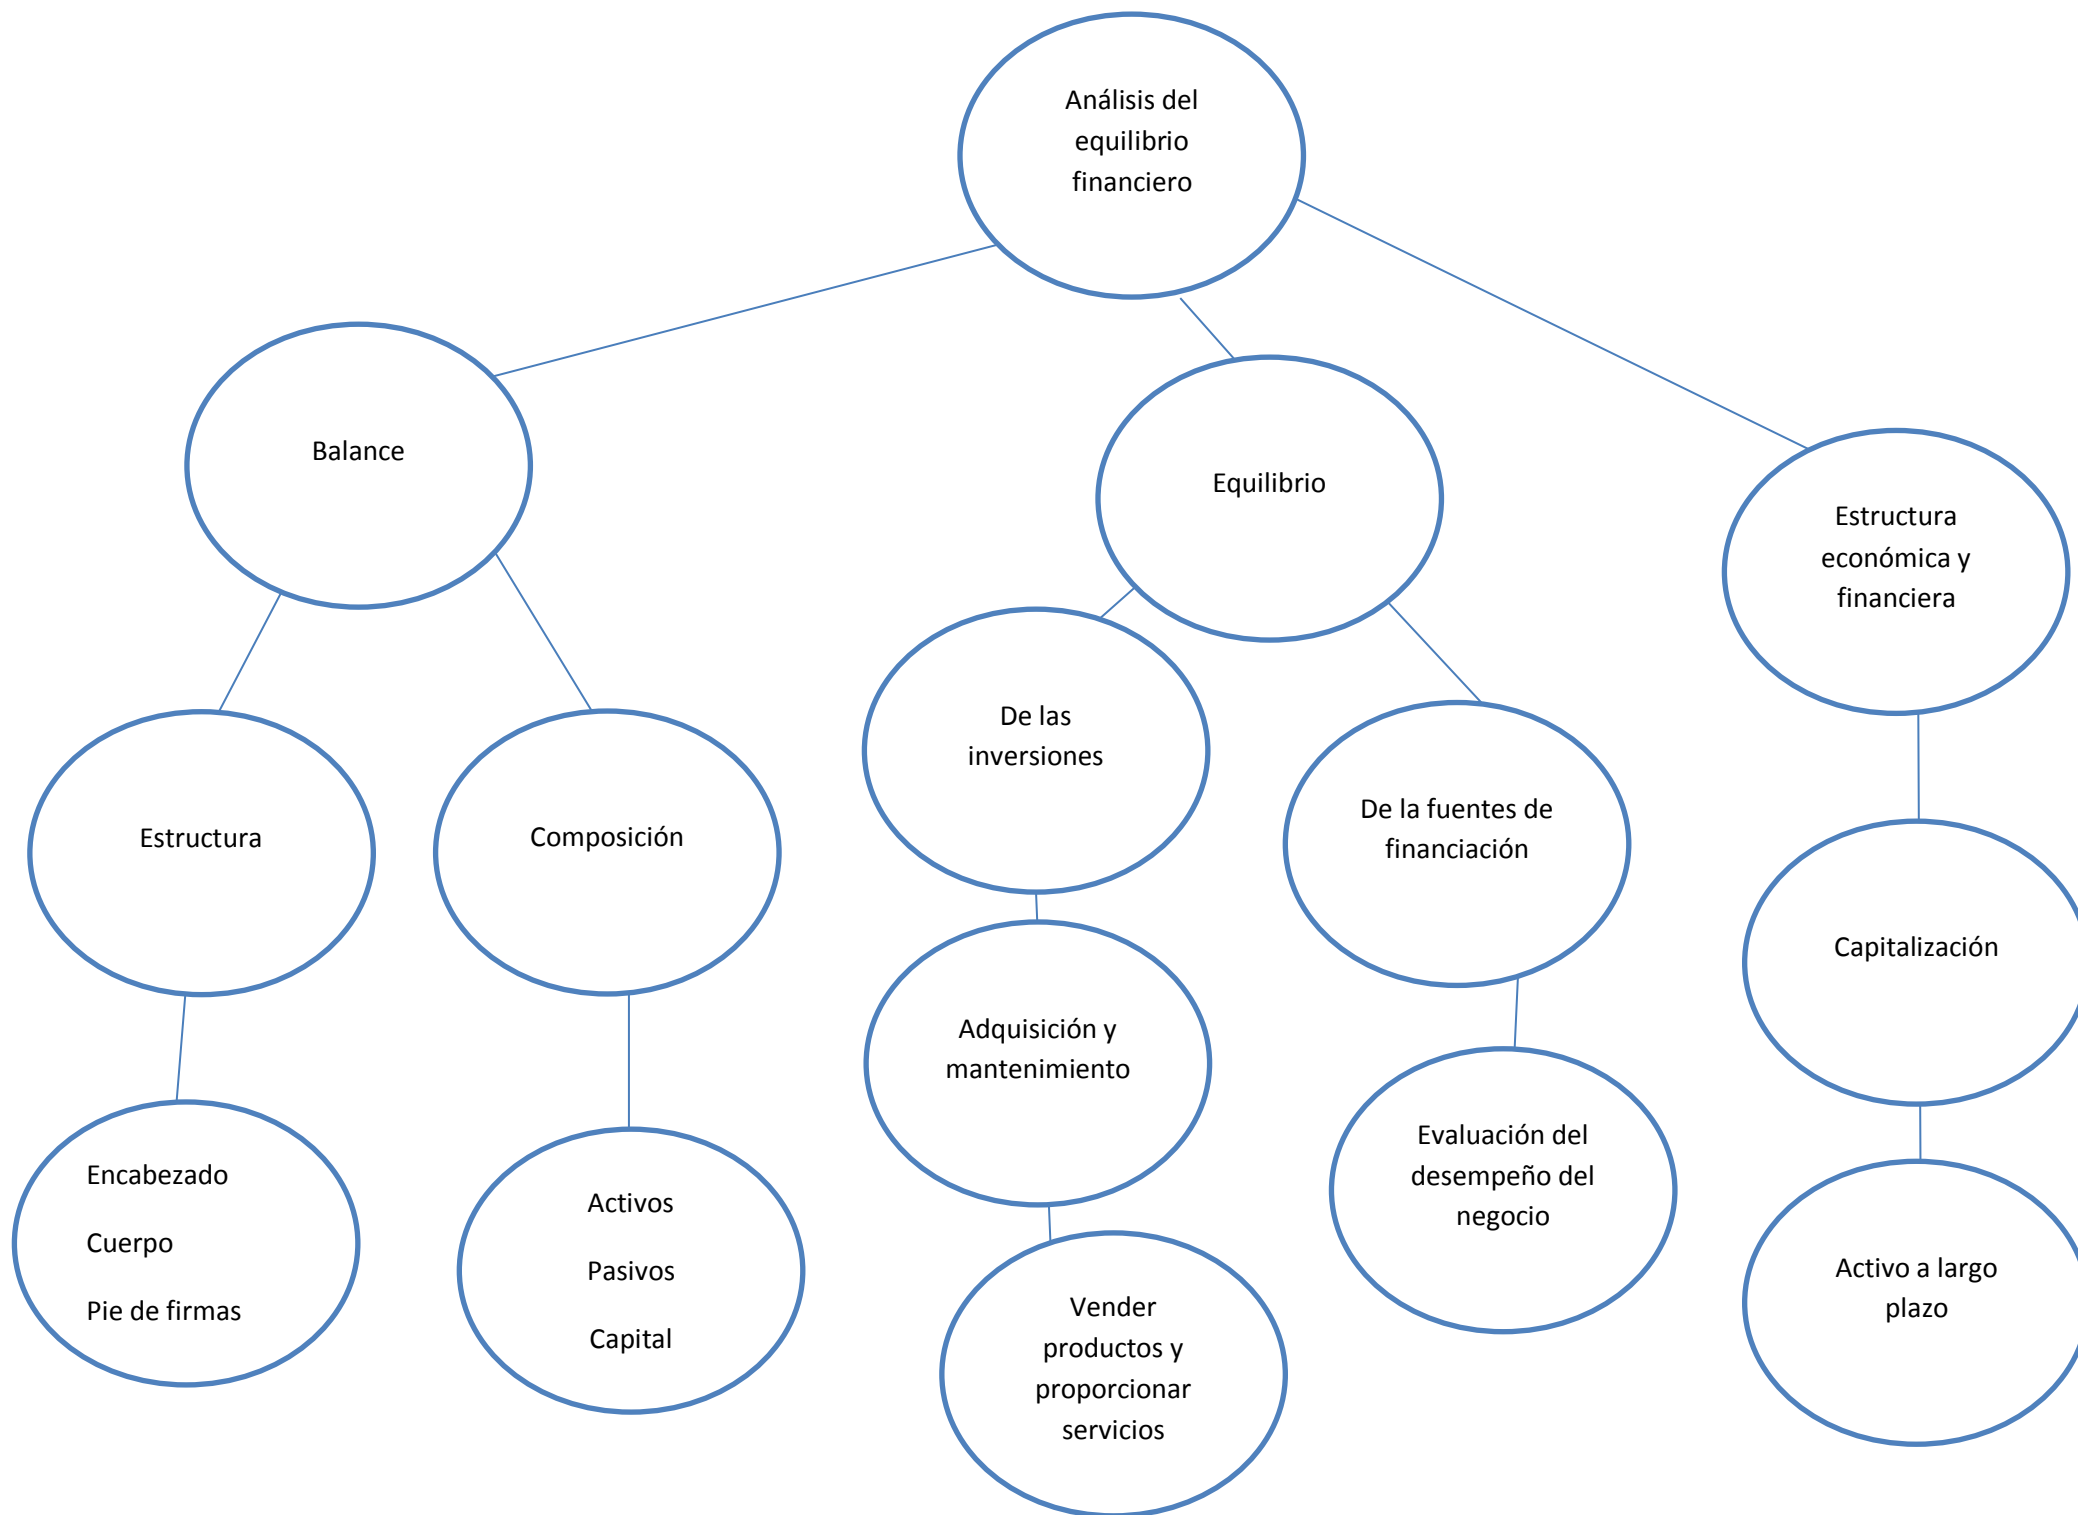 Análisis del
equilibrio
financiero
Balance
Equilibrio
Estructura
económica y
financiera
De las
inversiones
De la fuentes de
financiación
Estructura
Composición
Capitalización
Adquisición y
mantenimiento
Evaluación del
desempeño del
negocio
Encabezado
Cuerpo
Pie de firmas
Activos
Pasivos
Capital
Vender
productos y
proporcionar
servicios
Activo a largo
plazo